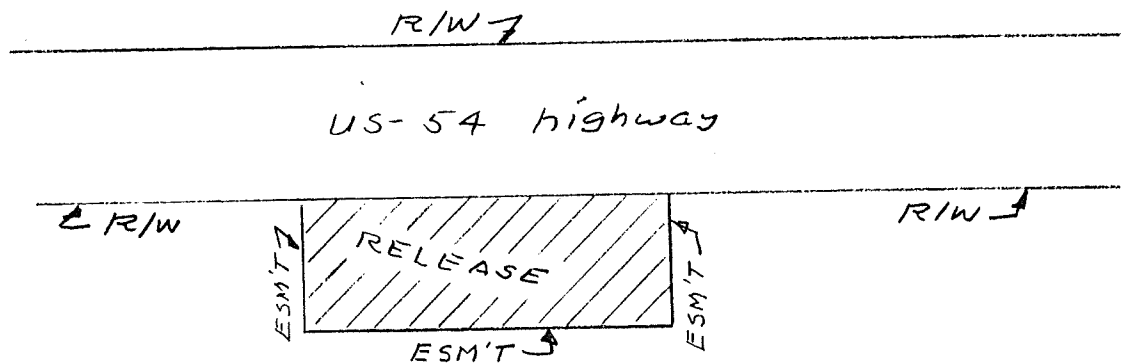 R/W
US-54 highway
R/W
R/W
ESM'T
RELEASE
ESM'T
ESM'T